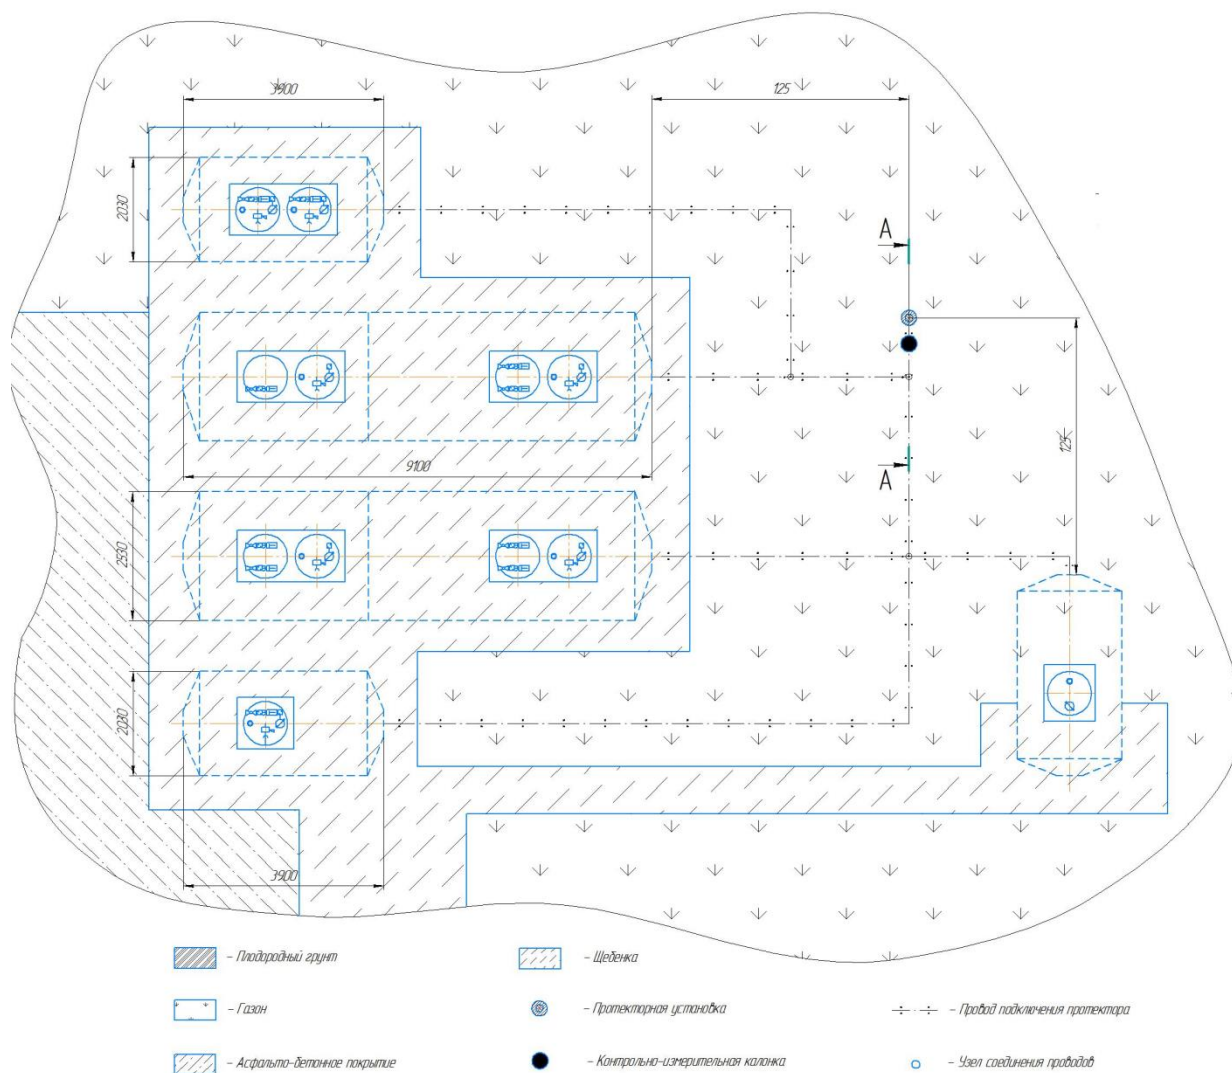 3900
125
2030
А
125
9100
А
2530
2030
3900
– Плодородный грунт
– Щебенка
– Газон
– Протекторная установка
– Провод подключения протектора
– Асфальто-бетонное покрытие
– Контрольно-измерительная калонка
– Узел соединения проводов